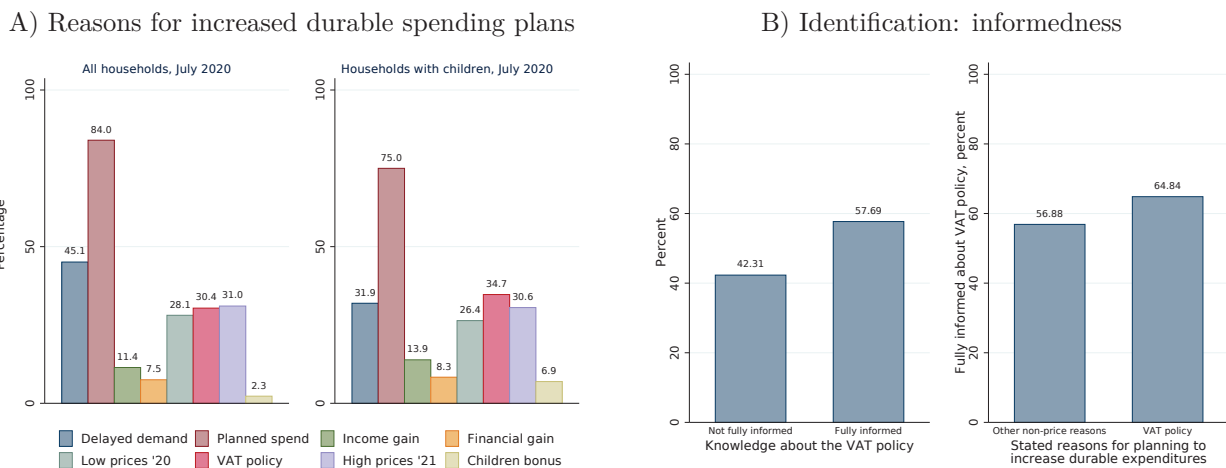 A) Reasons for increased durable spending plans
All households, July 2020
Percentage
100
50
0
45.1
84.0
11.4
7.5
28.1
30.4
31.0
2.3
Households with children, July 2020
100
50
0
31.9
75.0
13.9
8.3
26.4
34.7
30.6
6.9
Delayed demand
Planned spend
Income gain
Financial gain
Low prices '20
VAT policy
High prices '21
Children bonus
B) Identification: informedness
Percent
100
80
60
40
20
0
42.31
57.69
Not fully informed
Fully informed
Knowledge about the VAT policy
Fully informed about VAT policy, percent
100
80
60
40
20
0
56.88
64.84
Other non-price reasons
VAT policy
Stated reasons for planning to
increase durable expenditures